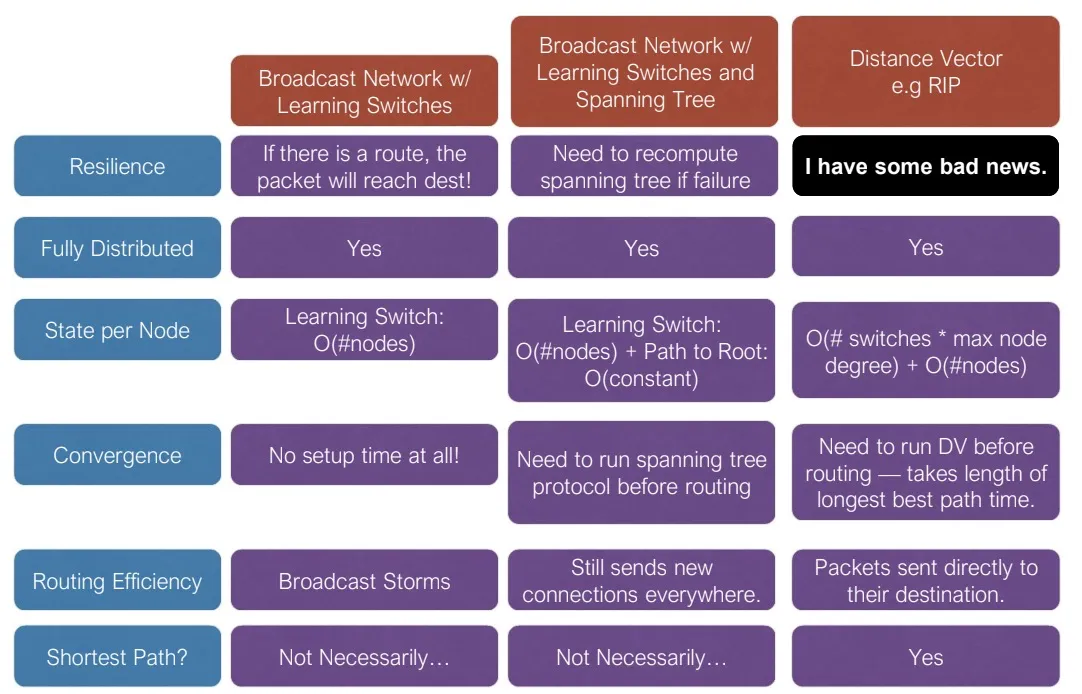 Broadcast Network w/
Learning Switches
Broadcast Network w/
Learning Switches and
Spanning Tree
Distance Vector
e.g RIP
Resilience
If there is a route, the
packet will reach dest!
Need to recompute
spanning tree if failure
I have some bad news.
Fully Distributed
Yes
Yes
Yes
State per Node
Learning Switch:
O(#nodes)
Learning Switch:
O(#nodes) + Path to Root:
O(constant)
O(# switches * max node
degree) + O(#nodes)
Convergence
No setup time at all!
Need to run spanning tree
protocol before routing
Need to run DV before
routing — takes length of
longest best path time.
Routing Efficiency
Broadcast Storms
Still sends new
connections everywhere.
Packets sent directly to
their destination.
Shortest Path?
Not Necessarily…
Not Necessarily…
Yes